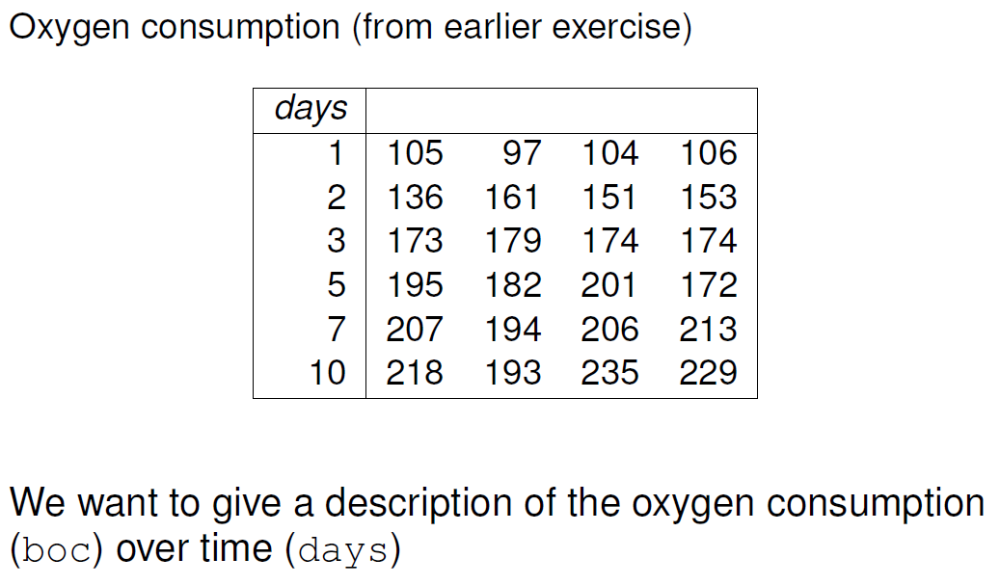 Oxygen consumption (from earlier exercise)
days
1 105 97 104 106
2 136 161 151 153
3 173 179 174 174
5 195 182 201 172
7 207 194 206 213
10 218 193 235 229
We want to give a description of the oxygen consumption
(boc) over time (days)